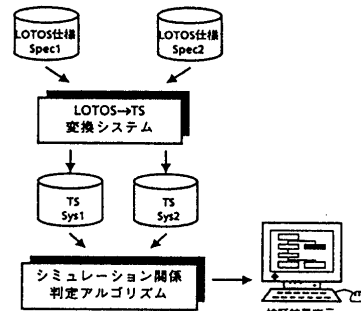 LOTOS仕様
Spec1
LOTOS仕様
Spec2
LOTOS→TS
変換システム
TS
Sys1
TS
Sys2
シミュレーション関係
判定アルゴリズム